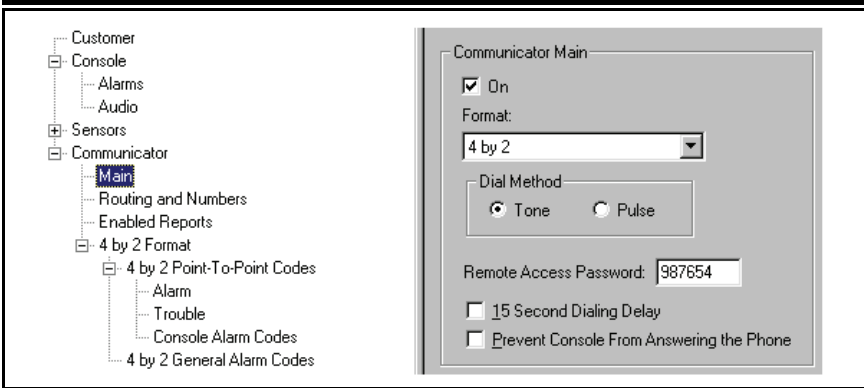 Customer
Console
Alarms
Audio
Sensors
Communicator
Main
Routing and Numbers
Enabled Reports
4 by 2 Format
4 by 2 Point-To-Point Codes
Alarm
Trouble
Console Alarm Codes
4 by 2 General Alarm Codes
Communicator Main
On
Format:
4 by 2
Dial Method
Tone Pulse
Remote Access Password: 987654
15 Second Dialing Delay
Prevent Console From Answering the Phone